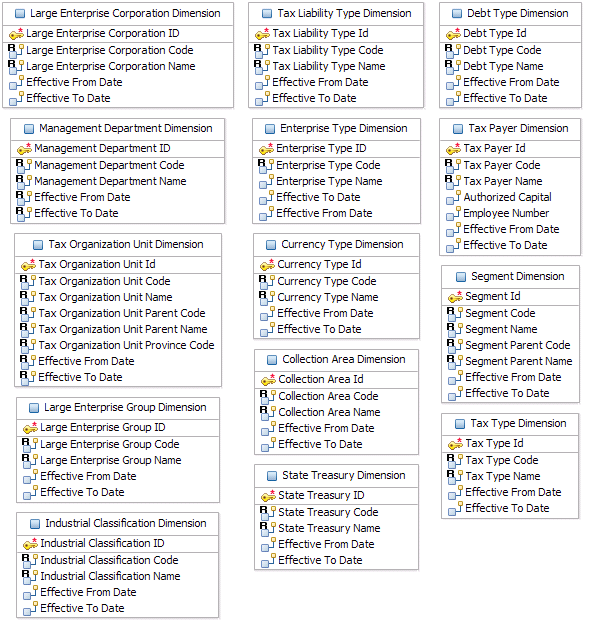 Large Enterprise Corporation Dimension
Large Enterprise Corporation ID
Large Enterprise Corporation Code
Large Enterprise Corporation Name
Effective From Date
Effective To Date
Management Department Dimension
Management Department ID
Management Department Code
Management Department Name
Effective From Date
Effective To Date
Tax Organization Unit Dimension
Tax Organization Unit Id
Tax Organization Unit Code
Tax Organization Unit Name
Tax Organization Unit Parent Code
Tax Organization Unit Parent Name
Tax Organization Unit Province Code
Effective From Date
Effective To Date
Large Enterprise Group Dimension
Large Enterprise Group ID
Large Enterprise Group Code
Large Enterprise Group Name
Effective From Date
Effective To Date
Industrial Classification Dimension
Industrial Classification ID
Industrial Classification Code
Industrial Classification Name
Effective From Date
Effective To Date
Tax Liability Type Dimension
Tax Liability Type Id
Tax Liability Type Code
Tax Liability Type Name
Effective From Date
Effective To Date
Enterprise Type Dimension
Enterprise Type ID
Enterprise Type Code
Enterprise Type Name
Effective To Date
Effective From Date
Currency Type Dimension
Currency Type Id
Currency Type Code
Currency Type Name
Effective From Date
Effective To Date
Collection Area Dimension
Collection Area Id
Collection Area Code
Collection Area Name
Effective From Date
Effective To Date
State Treasury Dimension
State Treasury ID
State Treasury Code
State Treasury Name
Effective From Date
Effective To Date
Debt Type Dimension
Debt Type Id
Debt Type Code
Debt Type Name
Effective From Date
Effective To Date
Tax Payer Dimension
Tax Payer Id
Tax Payer Code
Tax Payer Name
Authorized Capital
Employee Number
Effective From Date
Effective To Date
Segment Dimension
Segment Id
Segment Code
Segment Name
Segment Parent Code
Segment Parent Name
Effective From Date
Effective To Date
Tax Type Dimension
Tax Type Id
Tax Type Code
Tax Type Name
Effective From Date
Effective To Date